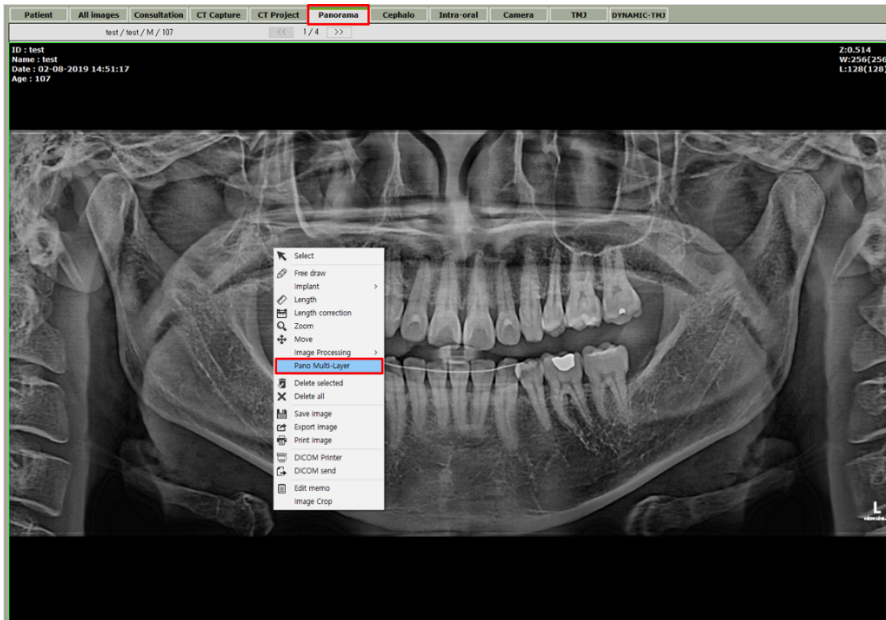 Patient All images Consultation CT Capture CT Project Panorama Cephalo Intra-oral Camera TMJ DYNAMIC-TMJ
test / test / M / 107 << 1 / 4 >>
ID : test
Name : test
Date : 02-08-2019 14:51:17
Age : 107
Z:0.514
W:256(256
L:128(128)
Select
Free draw
Implant >
Length
Length correction
Zoom
Move
Image Processing >
Pano Multi-Layer
Delete selected
Delete all
Save image
Export image
Print image
DICOM Printer
DICOM send
Edit memo
Image Crop
L